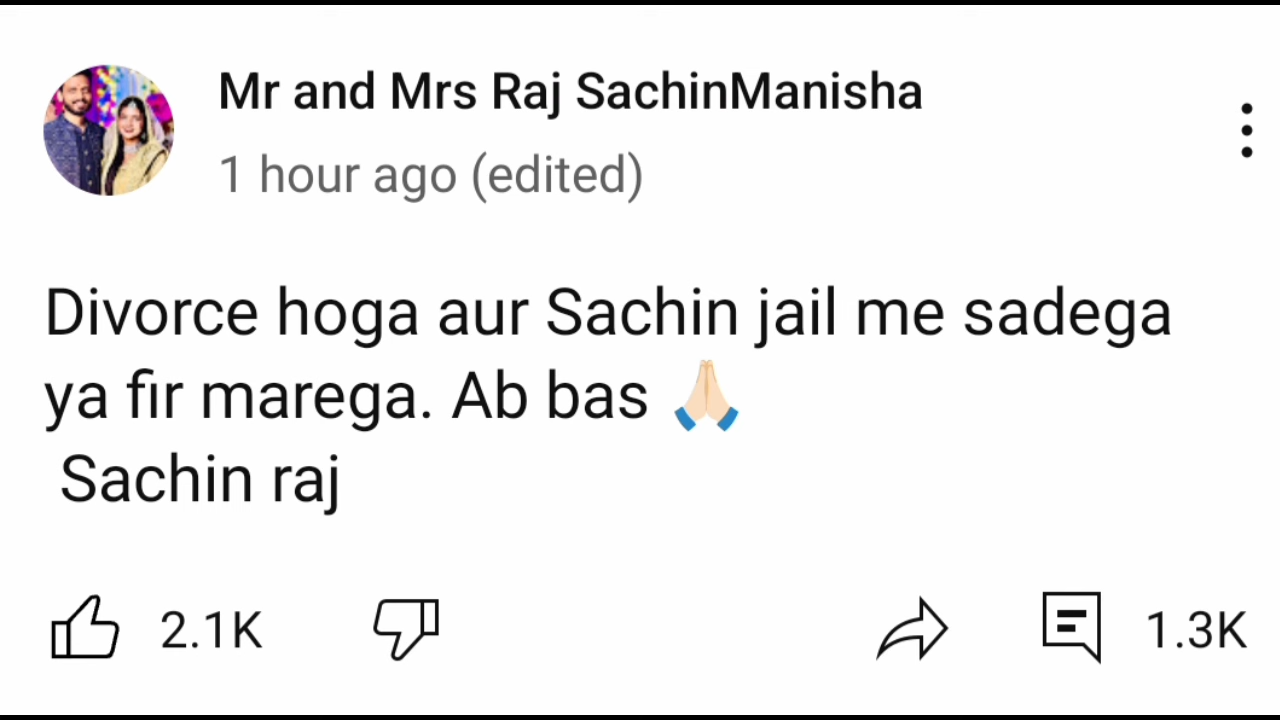 Mr and Mrs Raj SachinManisha
1 hour ago (edited)
Divorce hoga aur Sachin jail me sadega
ya fir marega. Ab bas 🙏🏻
Sachin raj
2.1K
1.3K